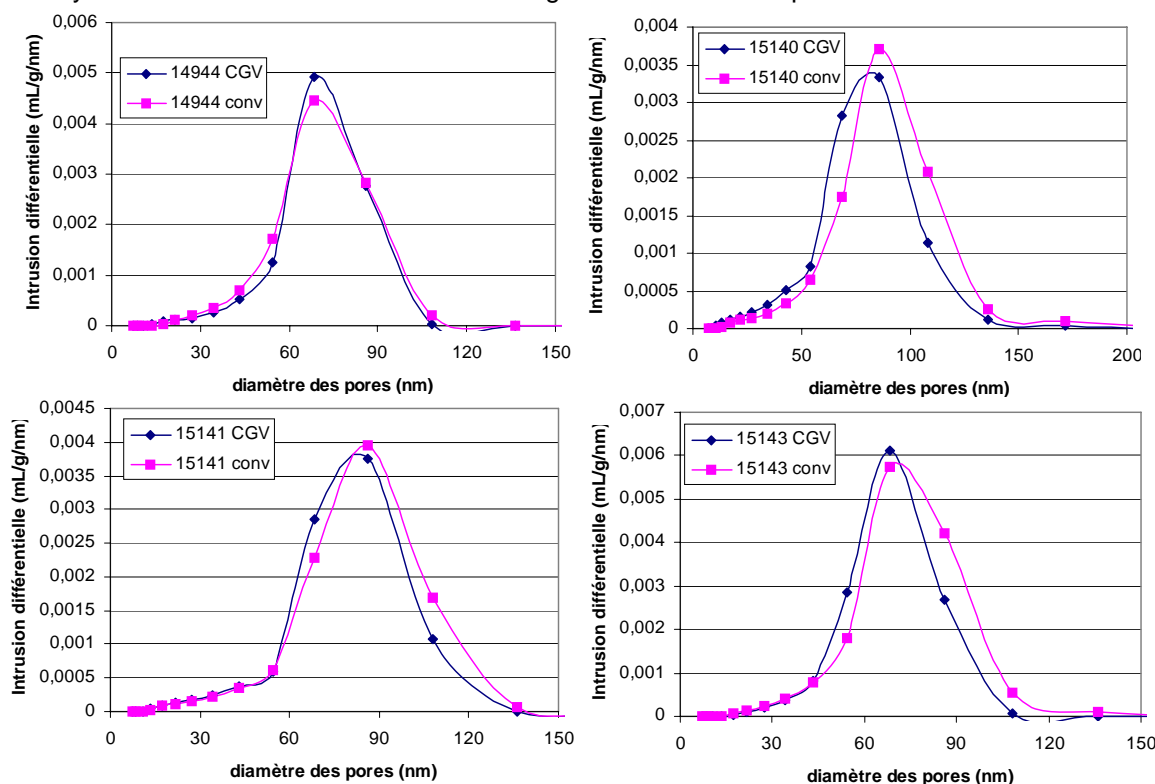 0,006
0,005
0,004
0,003
0,002
0,001
0
Intrusion différentielle (mL/g/nm)
14944 CGV
14944 conv
0 30 60 90 120 150
diamètre des pores (nm)
0,004
0,0035
0,003
0,0025
0,002
0,0015
0,001
0,0005
0
Intrusion différentielle (mL/g/nm)
15140 CGV
15140 conv
0 50 100 150 200
diamètre des pores (nm)
0,0045
0,004
0,0035
0,003
0,0025
0,002
0,0015
0,001
0,0005
0
Intrusion différentielle (mL/g/nm)
15141 CGV
15141 conv
0 30 60 90 120 150
diamètre des pores (nm)
0,007
0,006
0,005
0,004
0,003
0,002
0,001
0
Intrusion différentielle (mL/g/nm)
15143 CGV
15143 conv
0 30 60 90 120 150
diamètre des pores (nm)